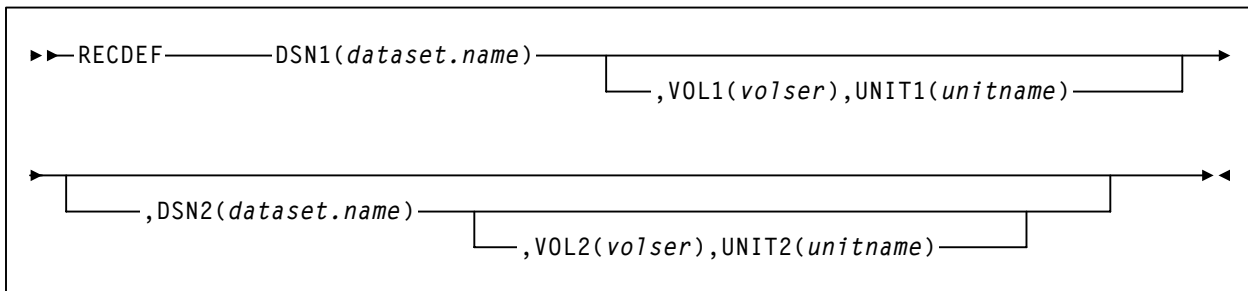 RECDEF DSN1(dataset.name)
,VOL1(volser),UNIT1(unitname)
,DSN2(dataset.name)
,VOL2(volser),UNIT2(unitname)